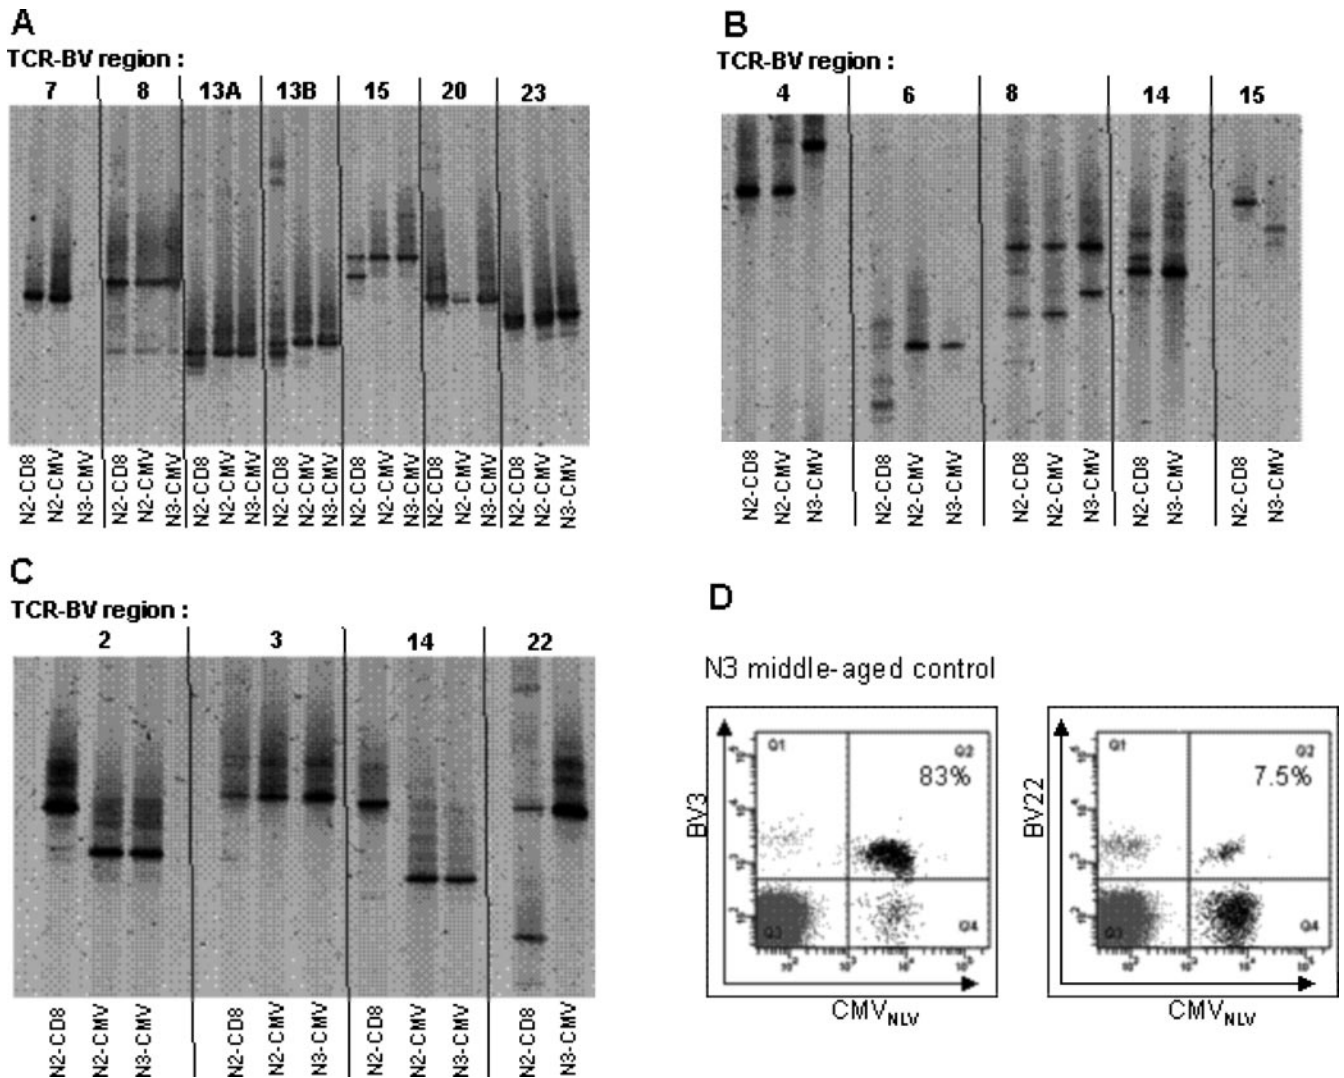 A
TCR-BV region :
7 8 13A 13B 15 20 23
N2-CD8 N2-CMV N3-CMV N2-CD8 N2-CMV N3-CMV N2-CD8 N2-CMV N3-CMV N2-CD8 N2-CMV N3-CMV N2-CD8 N2-CMV N3-CMV N2-CD8 N2-CMV N3-CMV N2-CD8 N2-CMV N3-CMV
B
TCR-BV region :
4 6 8 14 15
N2-CD8 N2-CMV N3-CMV N2-CD8 N2-CMV N3-CMV N2-CD8 N2-CMV N3-CMV N2-CD8 N3-CMV N2-CD8 N3-CMV
C
TCR-BV region :
2 3 14 22
N2-CD8 N2-CMV N3-CMV N2-CD8 N2-CMV N3-CMV N2-CD8 N2-CMV N3-CMV N2-CD8 N3-CMV
D
N3 middle-aged control
BV3
Q1 Q2
83%
Q3 Q4
CMV NLV
BV22
Q1 Q2
7.5%
Q3 Q4
CMV NLV